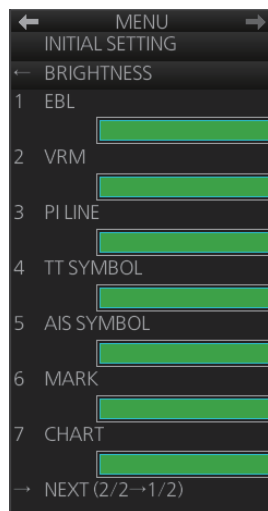 ← MENU →
INITIAL SETTING
← BRIGHTNESS
1 EBL
2 VRM
3 PI LINE
4 TT SYMBOL
5 AIS SYMBOL
6 MARK
7 CHART
→ NEXT (2/2→1/2)